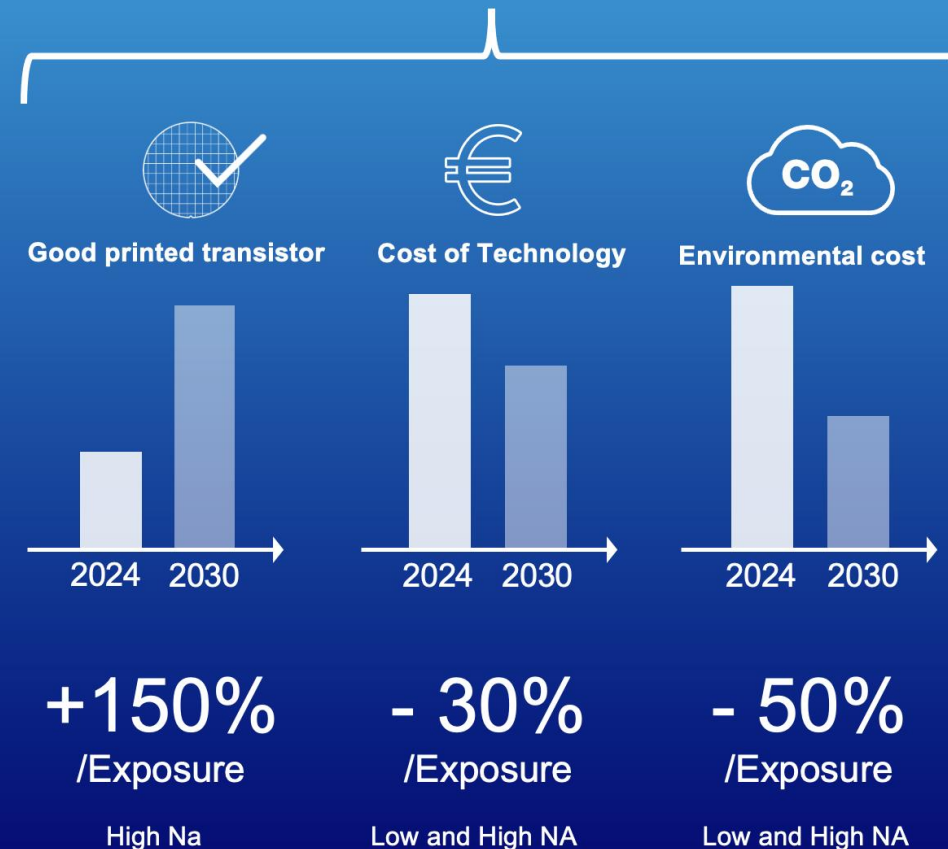 CO₂
Good printed transistor
Cost of Technology
Environmental cost
2024 2030
2024 2030
2024 2030
+150%
/Exposure
High Na
- 30%
/Exposure
Low and High NA
- 50%
/Exposure
Low and High NA